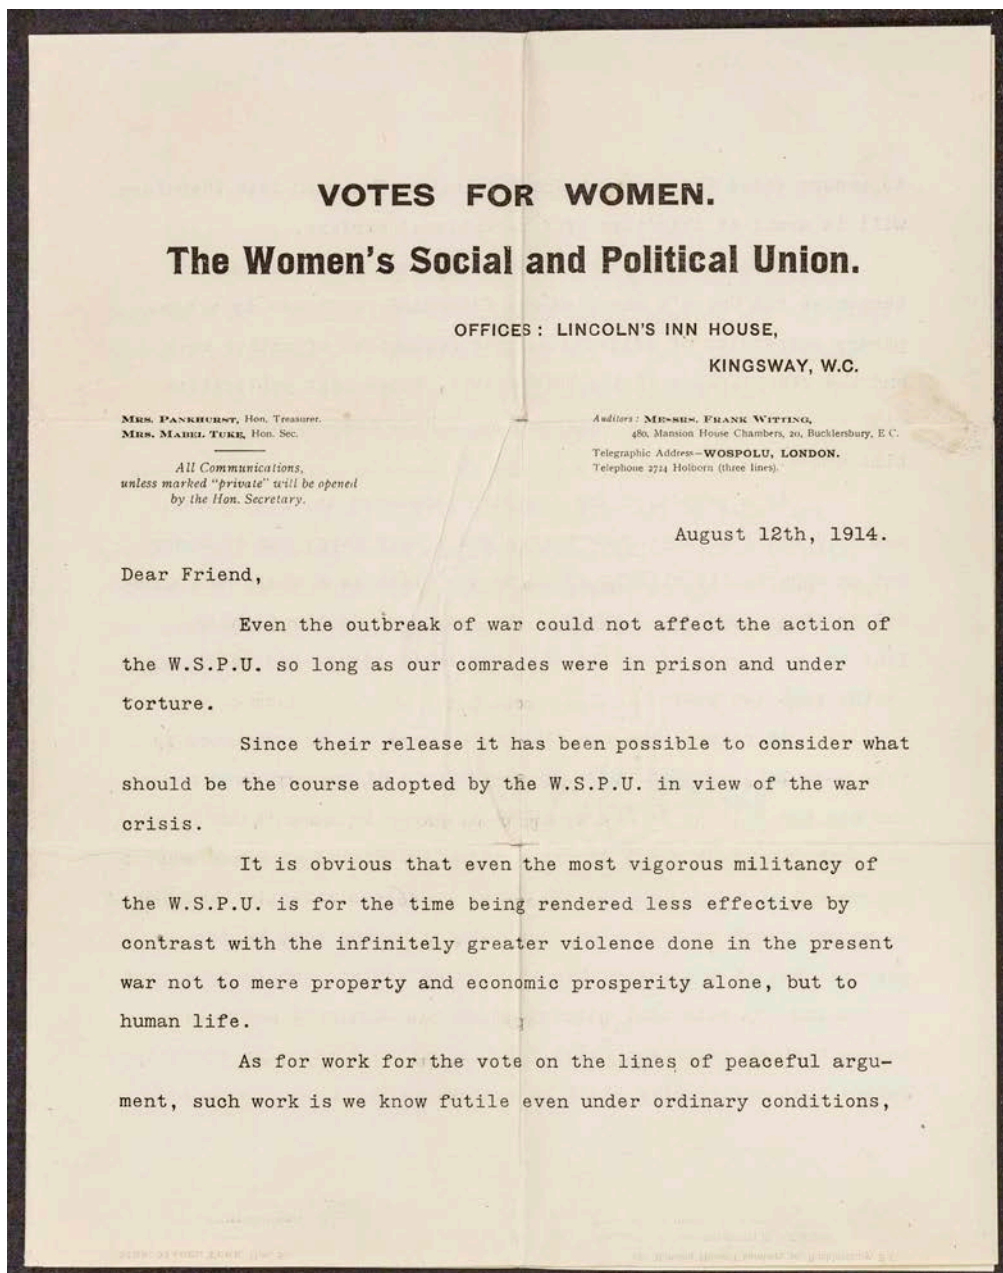 VOTES FOR WOMEN.
The Women's Social and Political Union.
OFFICES : LINCOLN'S INN HOUSE,
KINGSWAY, W.C.
MRS. PANKHURST, Hon. Treasurer.
MRS. MABEL TUKE, Hon. Sec.
All Communications,
unless marked "private" will be opened
by the Hon. Secretary.
Auditors : MESSRS. FRANK WITTING,
480, Mansion House Chambers, 20, Bucklersbury, E C.
Telegraphic Address—WOSPOLU, LONDON.
Telephone 2724 Holborn (three lines).
August 12th, 1914.
Dear Friend,
Even the outbreak of war could not affect the action of
the W.S.P.U. so long as our comrades were in prison and under
torture.
Since their release it has been possible to consider what
should be the course adopted by the W.S.P.U. in view of the war
crisis.
It is obvious that even the most vigorous militancy of
the W.S.P.U. is for the time being rendered less effective by
contrast with the infinitely greater violence done in the present
war not to mere property and economic prosperity alone, but to
human life.
As for work for the vote on the lines of peaceful argu-
ment, such work is we know futile even under ordinary conditions,